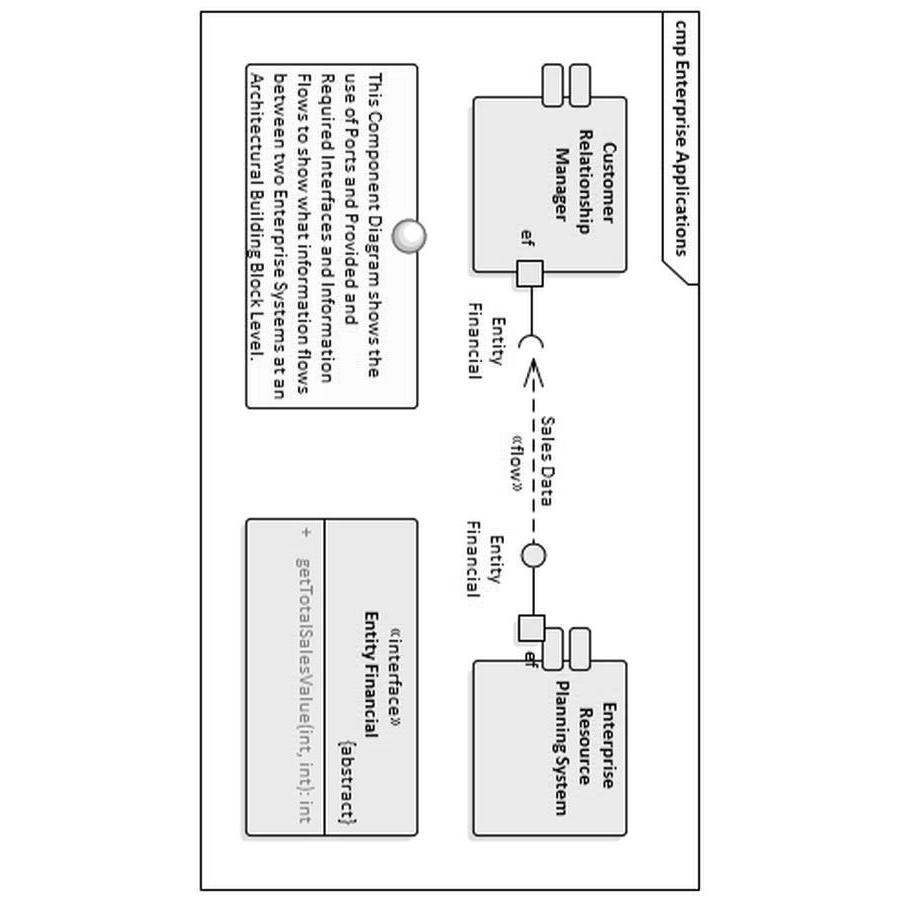 cmp Enterprise Applications
Customer
Relationship
Manager
ef
Entity
Financial
Sales Data
«flow»
Entity
Financial
ef
Enterprise
Resource
Planning System
This Component Diagram shows the
use of Ports and Provided and
Required Interfaces and Information
Flows to show what information flows
between two Enterprise Systems at an
Architectural Building Block Level.
«interface»
Entity Financial
{abstract}
+ getTotalSalesValue(int, int): int